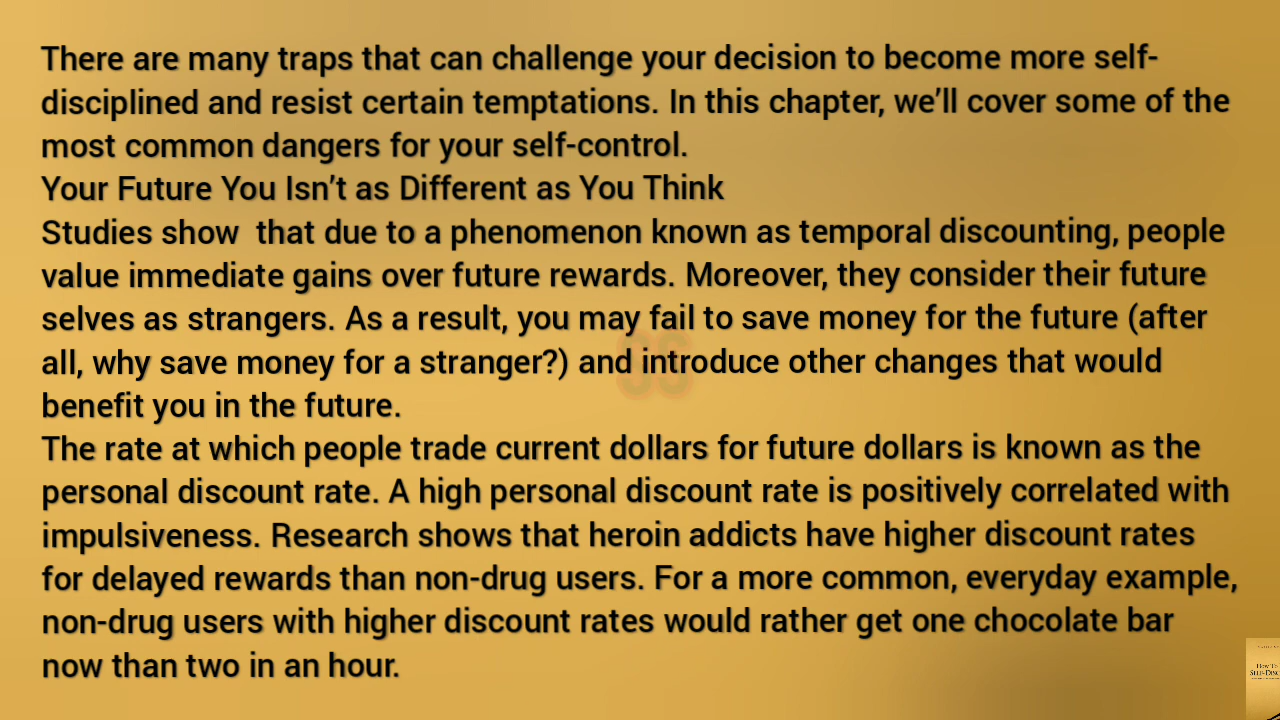 There are many traps that can challenge your decision to become more self-
disciplined and resist certain temptations. In this chapter, we’ll cover some of the
most common dangers for your self-control.
Your Future You Isn’t as Different as You Think
Studies show  that due to a phenomenon known as temporal discounting, people
value immediate gains over future rewards. Moreover, they consider their future
selves as strangers. As a result, you may fail to save money for the future (after
all, why save money for a stranger?) and introduce other changes that would
benefit you in the future.
The rate at which people trade current dollars for future dollars is known as the
personal discount rate. A high personal discount rate is positively correlated with
impulsiveness. Research shows that heroin addicts have higher discount rates
for delayed rewards than non-drug users. For a more common, everyday example,
non-drug users with higher discount rates would rather get one chocolate bar
now than two in an hour.
How To